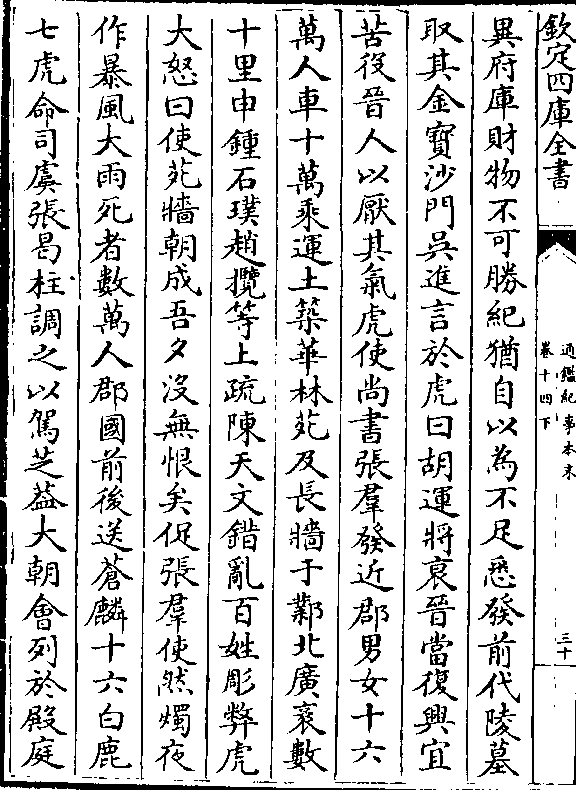 欽定四庫全書
通鑑紀事本末
卷十四下
三十
異府庫財物不可勝紀猶自以為不足悉發前代陵墓
取其金寶沙門吳進言於虎曰胡運將衰晉當復興宜
苦役晉人以厭其氣虎使尚書張羣發近郡男女十六
萬人車十萬乘運土築華林苑及長牆于鄴北廣袤數
十里申鍾石璞趙攬等上疏陳天文錯亂百姓彫弊虎
大怒曰使苑牆朝成吾夕沒無恨矣促張羣使然燭夜
作暴風大雨死者數萬人郡國前後送蒼麟十六白鹿
七虎命司虞張曷柱調之以駕芝葢大朝會列於殿庭